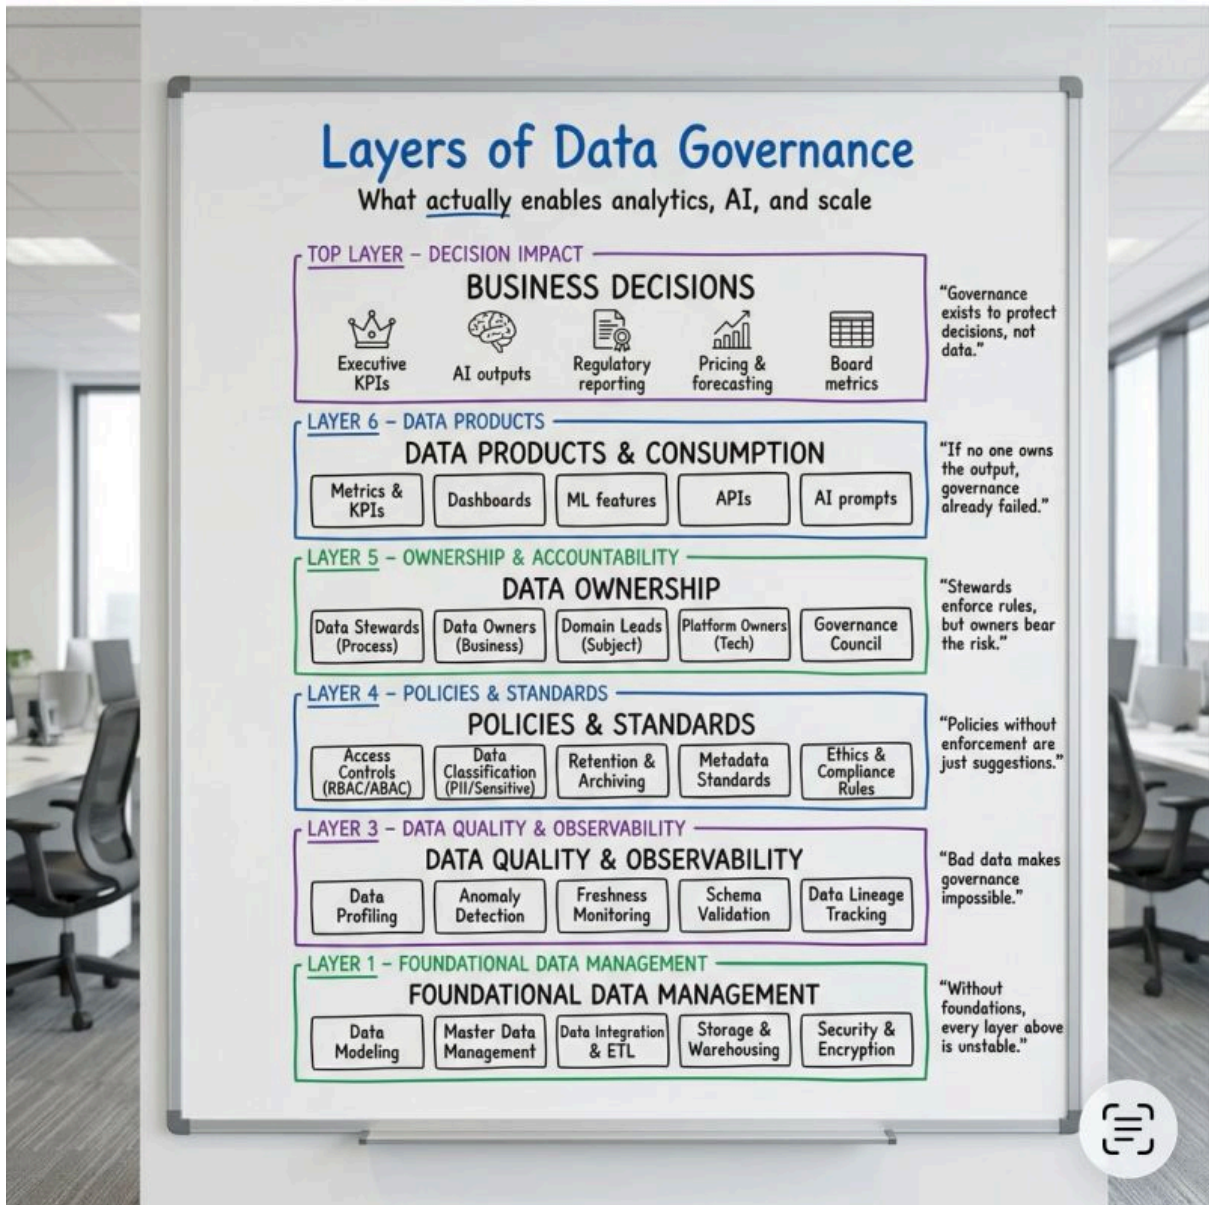 Layers of Data Governance
What actually enables analytics, AI, and scale
TOP LAYER – DECISION IMPACT
BUSINESS DECISIONS
Executive
KPIs
AI outputs
Regulatory
reporting
Pricing &
forecasting
Board
metrics
"Governance
exists to protect
decisions, not
data."
LAYER 6 – DATA PRODUCTS
DATA PRODUCTS & CONSUMPTION
Metrics &
KPIs
Dashboards
ML features
APIs
AI prompts
"If no one owns
the output,
governance
already failed."
LAYER 5 – OWNERSHIP & ACCOUNTABILITY
DATA OWNERSHIP
Data Stewards
(Process)
Data Owners
(Business)
Domain Leads
(Subject)
Platform Owners
(Tech)
Governance
Council
"Stewards
enforce rules,
but owners bear
the risk."
LAYER 4 – POLICIES & STANDARDS
POLICIES & STANDARDS
Access
Controls
(RBAC/ABAC)
Data
Classification
(PII/Sensitive)
Retention &
Archiving
Metadata
Standards
Ethics &
Compliance
Rules
"Policies without
enforcement are
just suggestions."
LAYER 3 – DATA QUALITY & OBSERVABILITY
DATA QUALITY & OBSERVABILITY
Data
Profiling
Anomaly
Detection
Freshness
Monitoring
Schema
Validation
Data Lineage
Tracking
"Bad data makes
governance
impossible."
LAYER 1 – FOUNDATIONAL DATA MANAGEMENT
FOUNDATIONAL DATA MANAGEMENT
Data
Modeling
Master Data
Management
Data Integration
& ETL
Storage &
Warehousing
Security &
Encryption
"Without
foundations,
every layer above
is unstable."